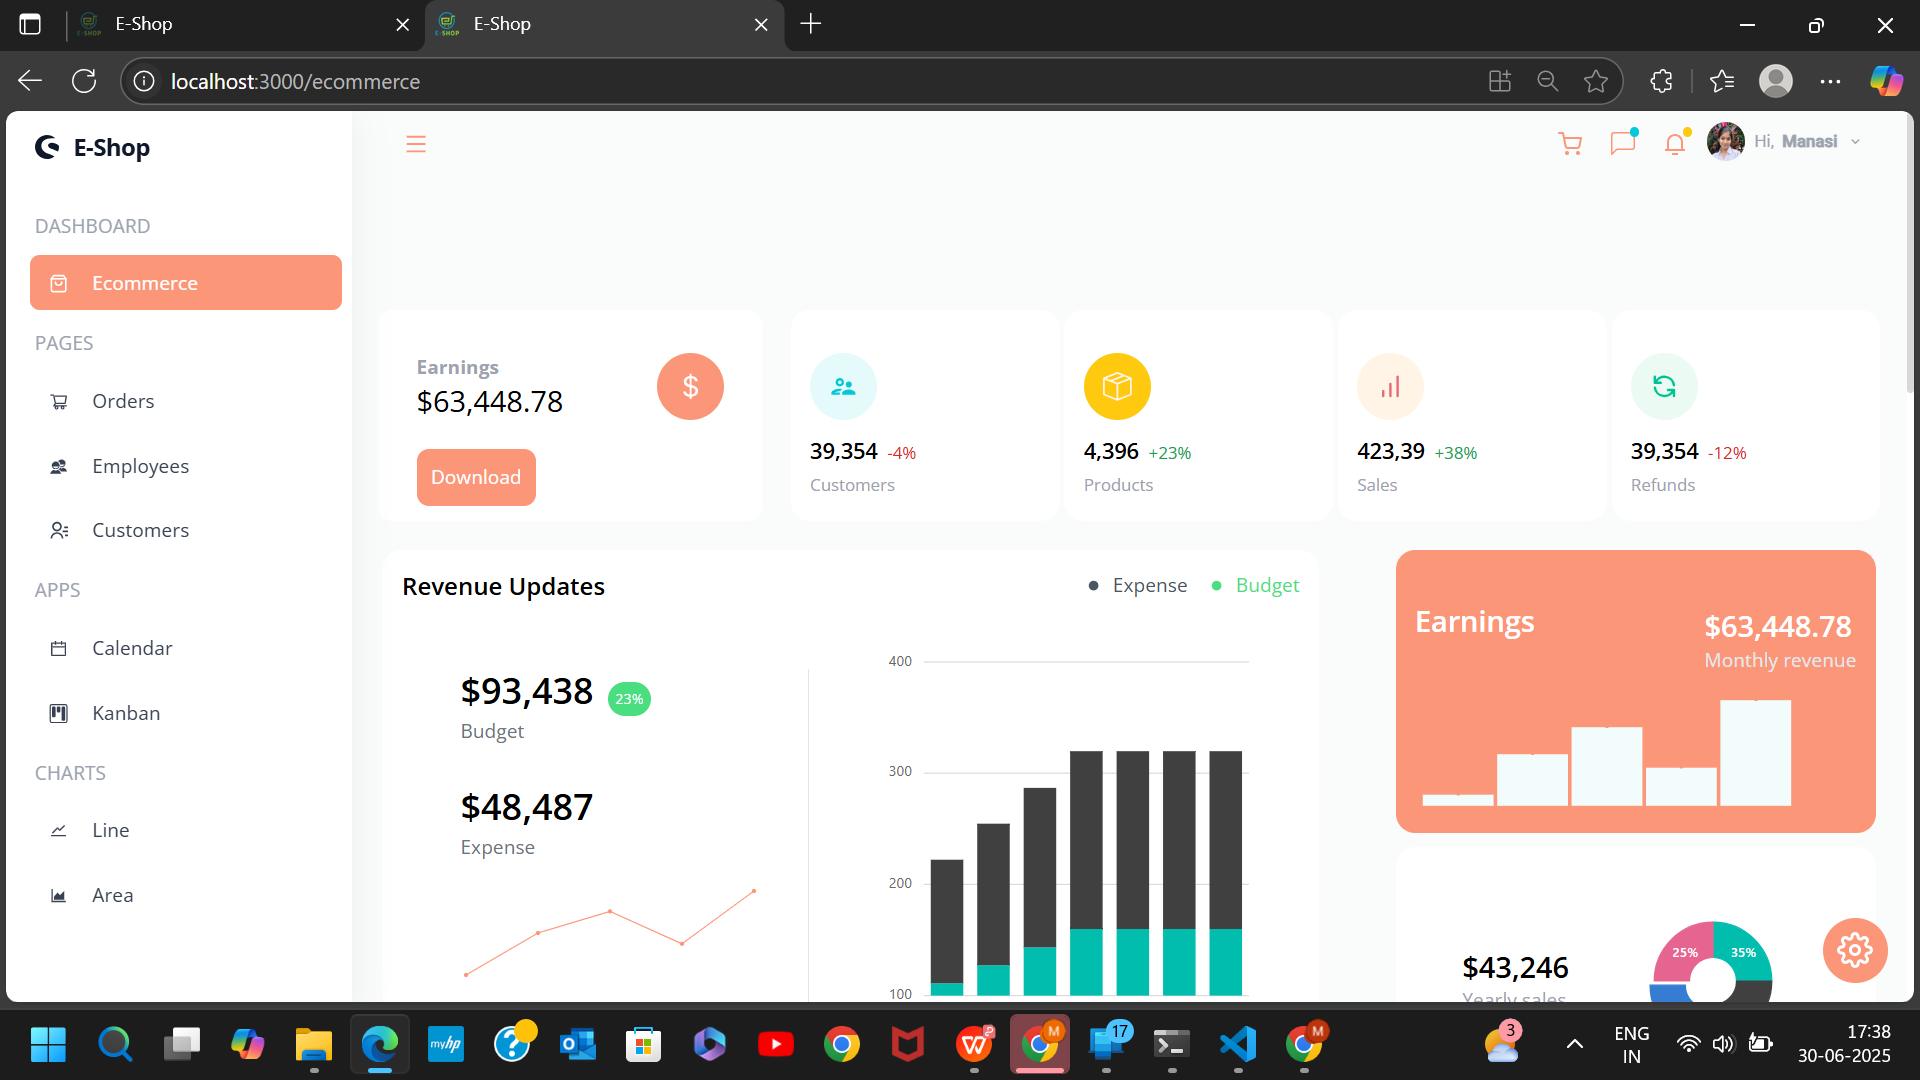 E-Shop
E-Shop
localhost:3000/ecommerce
E-Shop
Hi, Manasi
DASHBOARD
Ecommerce
PAGES
Orders
Employees
Customers
APPS
Calendar
Kanban
CHARTS
Line
Area
Earnings
$63,448.78
$
Download
39,354 -4%
Customers
4,396 +23%
Products
423,39 +38%
Sales
39,354 -12%
Refunds
Revenue Updates
Expense Budget
$93,438 23%
Budget
$48,487
Expense
400
300
200
100
Earnings
$63,448.78
Monthly revenue
$43,246
Yearly sales
25% 35%
myhp
?
17
M
M
3
ENG
IN
17:38
30-06-2025